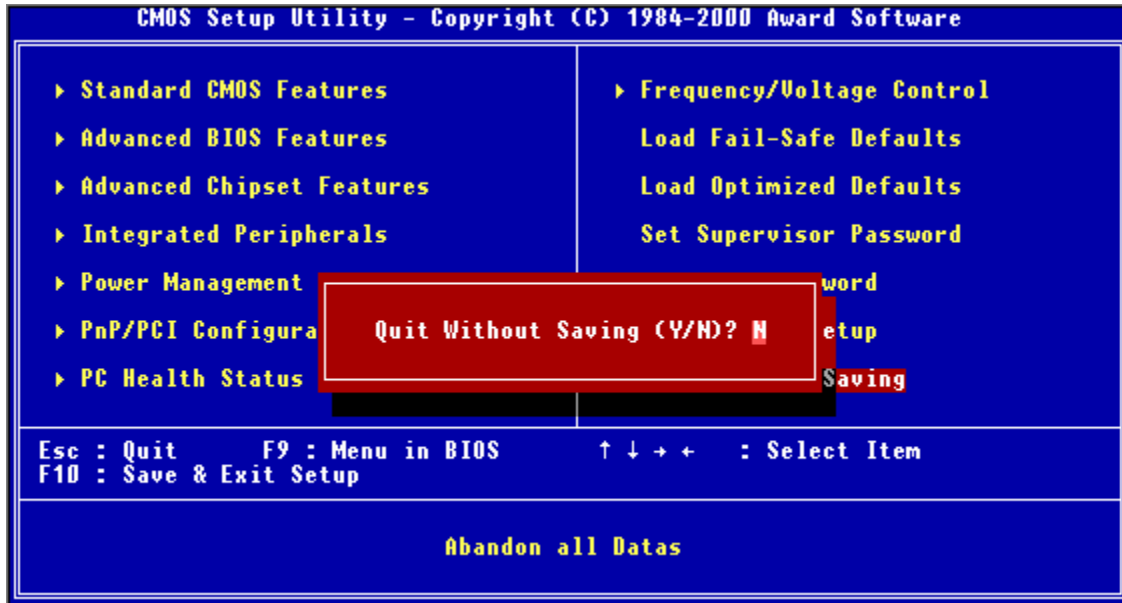 CMOS Setup Utility - Copyright (C) 1984-2000 Award Software
Standard CMOS Features
Advanced BIOS Features
Advanced Chipset Features
Integrated Peripherals
Power Management
PnP/PCI Configura
PC Health Status
Frequency/Voltage Control
Load Fail-Safe Defaults
Load Optimized Defaults
Set Supervisor Password
word
etup
Saving
Quit Without Saving (Y/N)? N
Esc : Quit F9 : Menu in BIOS ↑ ↓ → ← : Select Item
F10 : Save & Exit Setup
Abandon all Datas